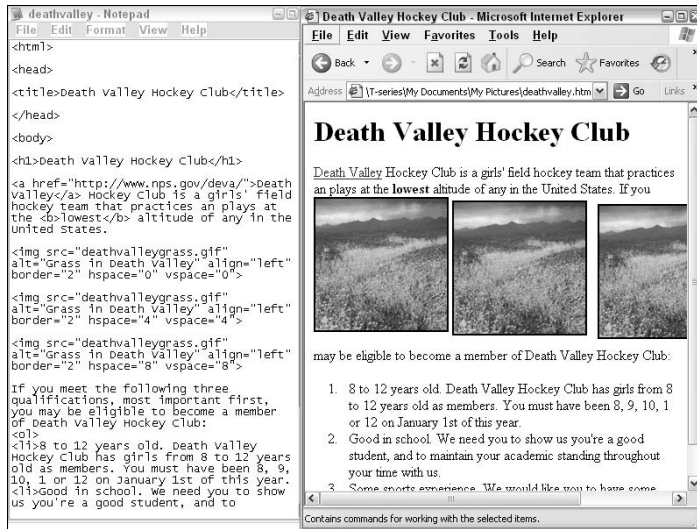 deathvalley - Notepad
File Edit Format View Help
<html>
<head>
<title>Death Valley Hockey Club</title>
</head>
<body>
<h1>Death Valley Hockey Club</h1>
<a href="http://www.nps.gov/deva/">Death
Valley</a> Hockey Club is a girls' field
hockey team that practices an plays at
the <b>lowest</b> altitude of any in the
United States.
<img src="deathvalleygrass.gif"
alt="Grass in Death Valley" align="left"
border="2" hspace="0" vspace="0">
<img src="deathvalleygrass.gif"
alt="Grass in Death Valley" align="left"
border="2" hspace="4" vspace="4">
<img src="deathvalleygrass.gif"
alt="Grass in Death Valley" align="left"
border="2" hspace="8" vspace="8">
If you meet the following three
qualifications, most important first,
you may be eligible to become a member
of Death Valley Hockey Club:
<ol>
<li>8 to 12 years old. Death Valley
Hockey Club has girls from 8 to 12 years
old as members. You must have been 8, 9,
10, 1 or 12 on January 1st of this year.
<li>Good in school. We need you to show
us you're a good student, and to
Death Valley Hockey Club - Microsoft Internet Explorer
File Edit View Favorites Tools Help
Back Search Favorites
Address \T-series\My Documents\My Pictures\deathvalley.htm Go Links
Death Valley Hockey Club
Death Valley Hockey Club is a girls' field hockey team that practices
an plays at the lowest altitude of any in the United States. If you
may be eligible to become a member of Death Valley Hockey Club:
1. 8 to 12 years old. Death Valley Hockey Club has girls from 8
to 12 years old as members. You must have been 8, 9, 10, 1
or 12 on January 1st of this year.
2. Good in school. We need you to show us you're a good
student, and to maintain your academic standing throughout
your time with us.
3. Some sports experience. We would like you to have some
Contains commands for working with the selected items.